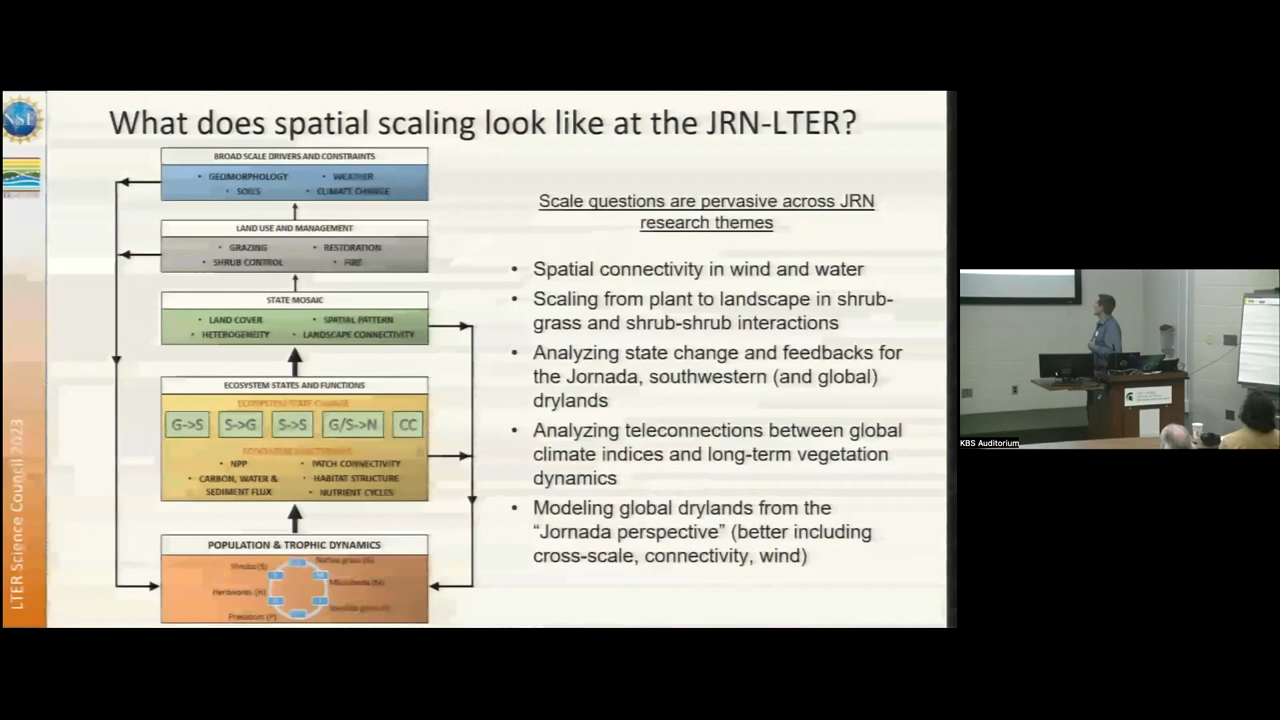 NSF
What does spatial scaling look like at the JRN-LTER?
BROAD SCALE DRIVERS AND CONSTRAINTS
• GEOMORPHOLOGY • WEATHER
• SOILS • CLIMATE CHANGE
LAND USE AND MANAGEMENT
• GRAZING • RESTORATION
• SHRUB CONTROL • FIRE
STATE MOSAIC
• LAND COVER • SPATIAL PATTERN
• HETEROGENEITY • LANDSCAPE CONNECTIVITY
ECOSYSTEM STATES AND FUNCTIONS
ECOSYSTEM STATE CHANGE
G->S S->G S->S G/S->N CC
• NPP • PATCH CONNECTIVITY
• CARBON, WATER & • HABITAT STRUCTURE
SEDIMENT FLUX • NUTRIENT CYCLES
POPULATION & TROPHIC DYNAMICS
Shrubs (S) Native grass (G)
Herbivores (H) Microbiota (M)
Predators (P)
Scale questions are pervasive across JRN
research themes
• Spatial connectivity in wind and water
• Scaling from plant to landscape in shrub-
grass and shrub-shrub interactions
• Analyzing state change and feedbacks for
the Jornada, southwestern (and global)
drylands
• Analyzing teleconnections between global
climate indices and long-term vegetation
dynamics
• Modeling global drylands from the
“Jornada perspective” (better including
cross-scale, connectivity, wind)
LTER Science Council 2023
KBS Auditorium